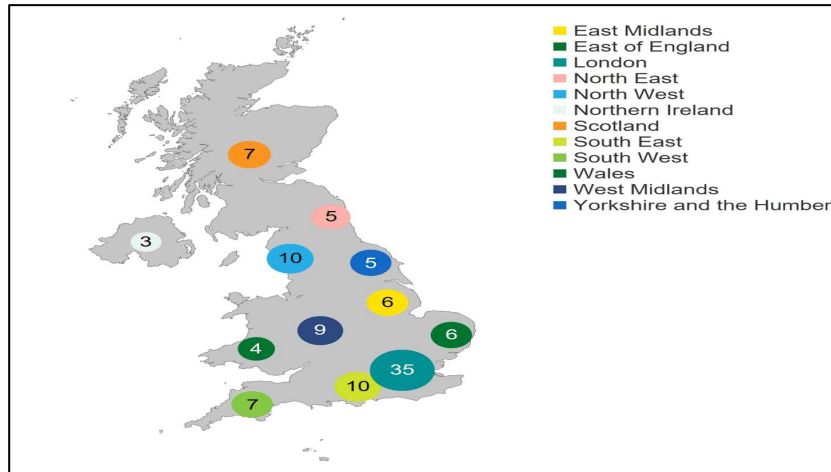 East Midlands
East of England
London
North East
North West
Northern Ireland
Scotland
South East
South West
Wales
West Midlands
Yorkshire and the Humber
7
5
3
10
5
6
9
6
4
35
10
7